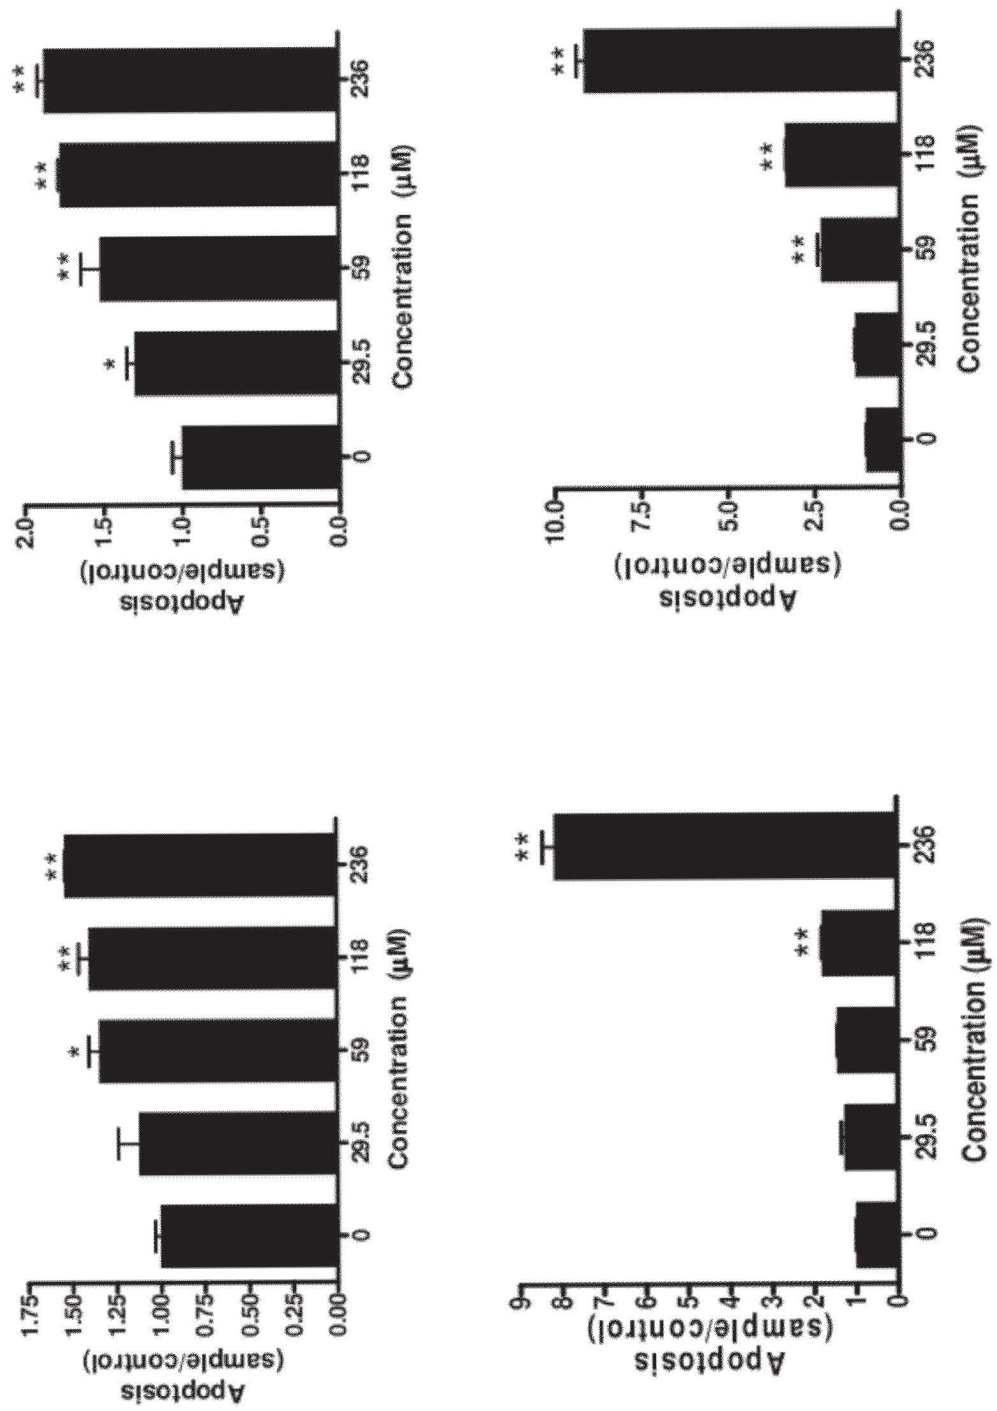 Apoptosis
(sample/control)
1.75
1.50
1.25
1.00
0.75
0.50
0.25
0.00
*
**
**
0 29.5 59 118 236
Concentration (μM)
Apoptosis
(sample/control)
2.0
1.5
1.0
0.5
0.0
*
**
**
**
0 29.5 59 118 236
Concentration (μM)
Apoptosis
(sample/control)
9
8
7
6
5
4
3
2
1
0
**
**
0 29.5 59 118 236
Concentration (μM)
Apoptosis
(sample/control)
10.0
7.5
5.0
2.5
0.0
**
**
**
0 29.5 59 118 236
Concentration (μM)